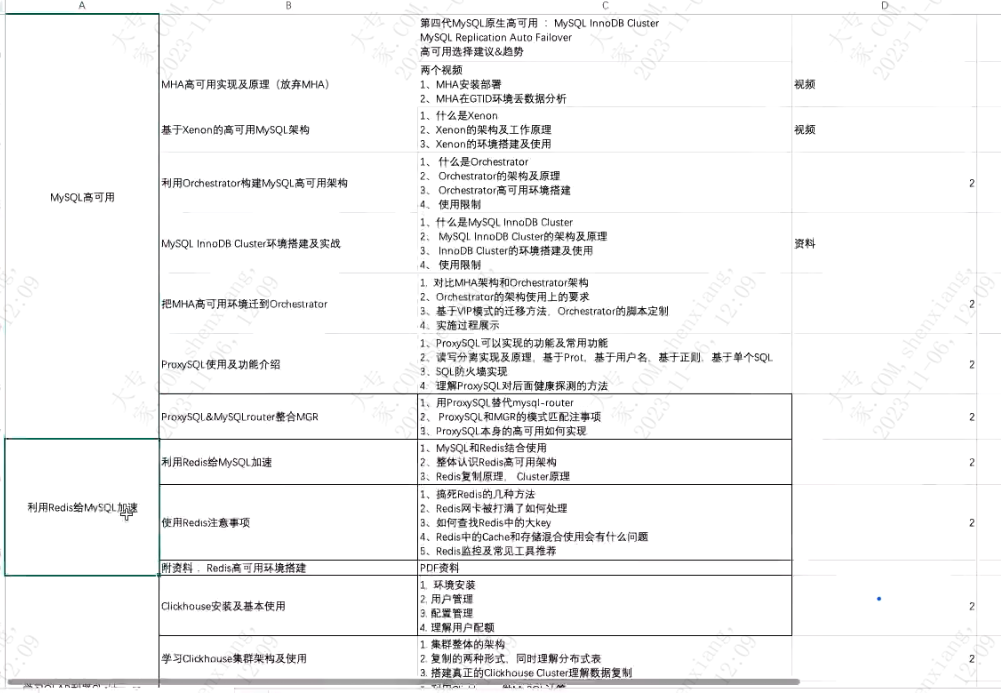 A B C D
第四代MySQL原生高可用 ：MySQL InnoDB Cluster
MySQL Replication Auto Failover
高可用选择建议&趋势
MySQL高可用
MHA高可用实现及原理（放弃MHA）
两个视频
1、MHA安装部署
2、MHA在GTID环境丢数据分析
视频
基于Xenon的高可用MySQL架构
1、什么是Xenon
2、Xenon的架构及工作原理
3、Xenon的环境搭建及使用
视频
利用Orchestrator构建MySQL高可用架构
1、 什么是Orchestrator
2、 Orchestrator的架构及原理
3、 Orchestrator高可用环境搭建
4、 使用限制
2
MySQL InnoDB Cluster环境搭建及实战
1、什么是MySQL InnoDB Cluster
2、 MySQL InnoDB Cluster的架构及原理
3、 InnoDB Cluster的环境搭建及使用
4、 使用限制
资料
把MHA高可用环境迁到Orchestrator
1. 对比MHA架构和Orchestrator架构
2、Orchestrator的架构使用上的要求
3、基于VIP模式的迁移方法，Orchestrator的脚本定制
4、实施过程展示
2
ProxySQL使用及功能介绍
1、ProxySQL可以实现的功能及常用功能
2、读写分离实现及原理，基于Prot，基于用户名，基于正则，基于单个SQL
3、SQL防火墙实现
4、理解ProxySQL对后面健康探测的方法
2
ProxySQL&MySQLrouter整合MGR
1、用ProxySQL替代mysql-router
2、 ProxySQL和MGR的模式匹配注事项
3、ProxySQL本身的高可用如何实现
2
利用Redis给MySQL加速
利用Redis给MySQL加速
1、MySQL和Redis结合使用
2、整体认识Redis高可用架构
3、Redis复制原理， Cluster原理
2
使用Redis注意事项
1、搞死Redis的几种方法
2、Redis网卡被打满了如何处理
3、如何查找Redis中的大key
4、Redis中的Cache和存储混合使用会有什么问题
5、Redis监控及常见工具推荐
2
附资料 ．Redis高可用环境搭建
PDF资料
Clickhouse安装及基本使用
1. 环境安装
2. 用户管理
3. 配置管理
4. 理解用户配额
2
学习Clickhouse集群架构及使用
1. 集群整体的架构
2. 复制的两种形式，同时理解分布式表
3. 搭建真正的Clickhouse Cluster理解数据复制
2